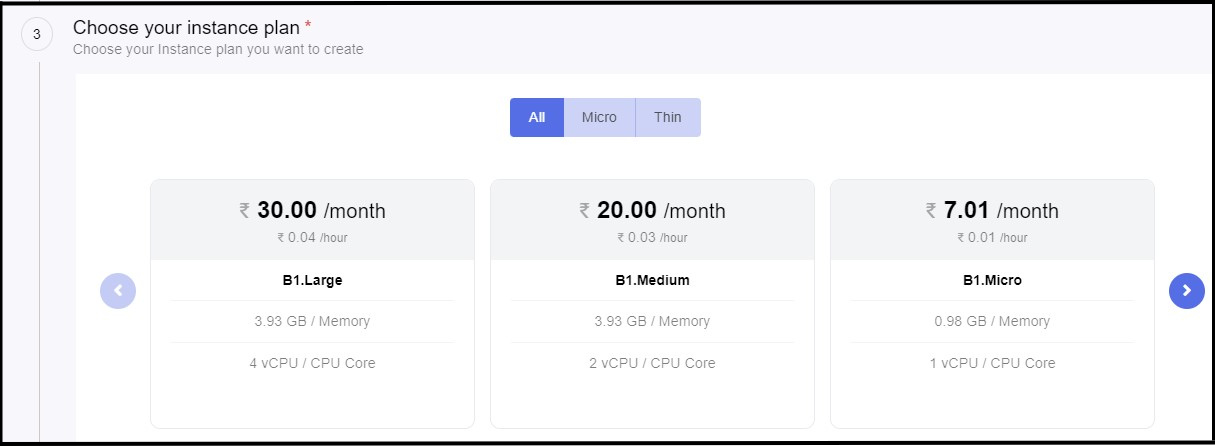 3
Choose your instance plan *
Choose your Instance plan you want to create
All Micro Thin
₹ 30.00 /month
₹ 0.04 /hour
B1.Large
3.93 GB / Memory
4 vCPU / CPU Core
₹ 20.00 /month
₹ 0.03 /hour
B1.Medium
3.93 GB / Memory
2 vCPU / CPU Core
₹ 7.01 /month
₹ 0.01 /hour
B1.Micro
0.98 GB / Memory
1 vCPU / CPU Core